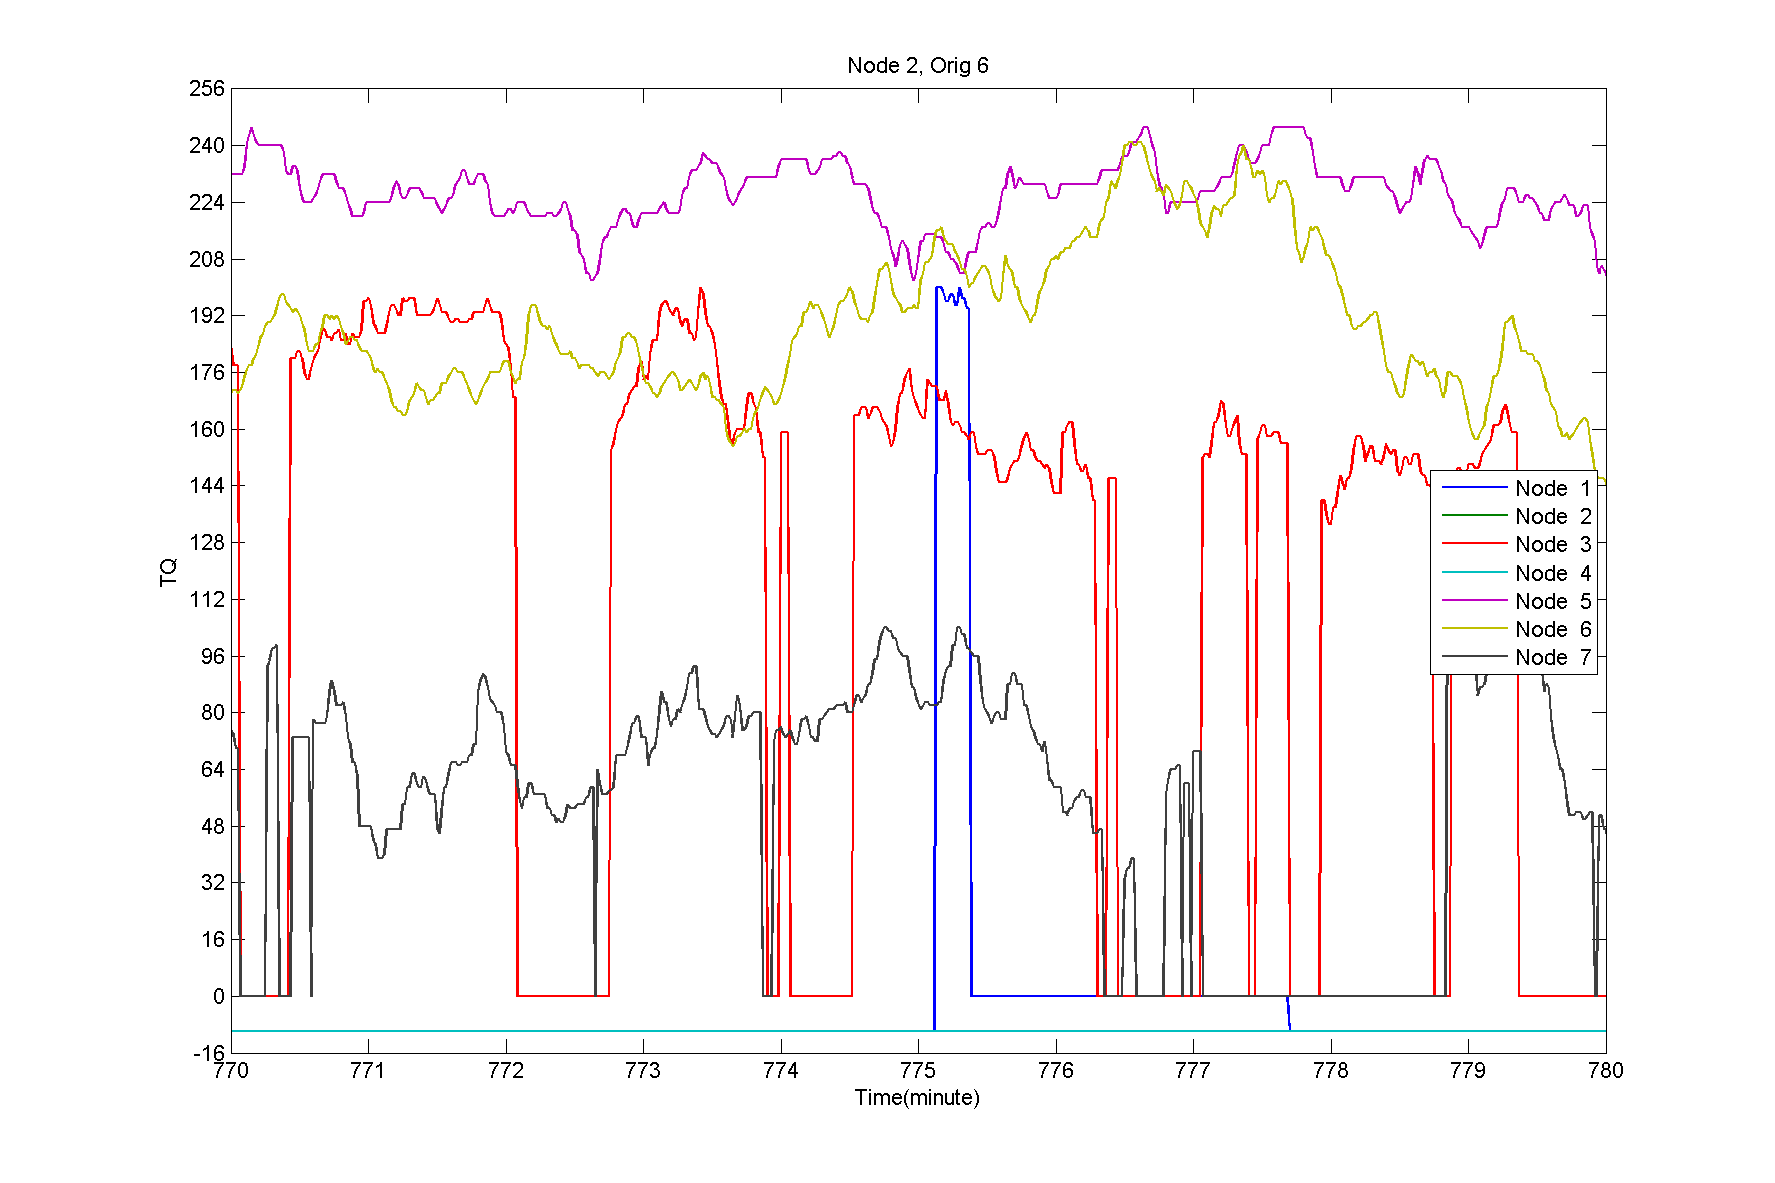 Node 2, Orig 6
256
240
224
208
192
176
160
144
128
112
96
80
64
48
32
16
0
-16
TQ
Node 1
Node 2
Node 3
Node 4
Node 5
Node 6
Node 7
770 771 772 773 774 775 776 777 778 779 780
Time(minute)